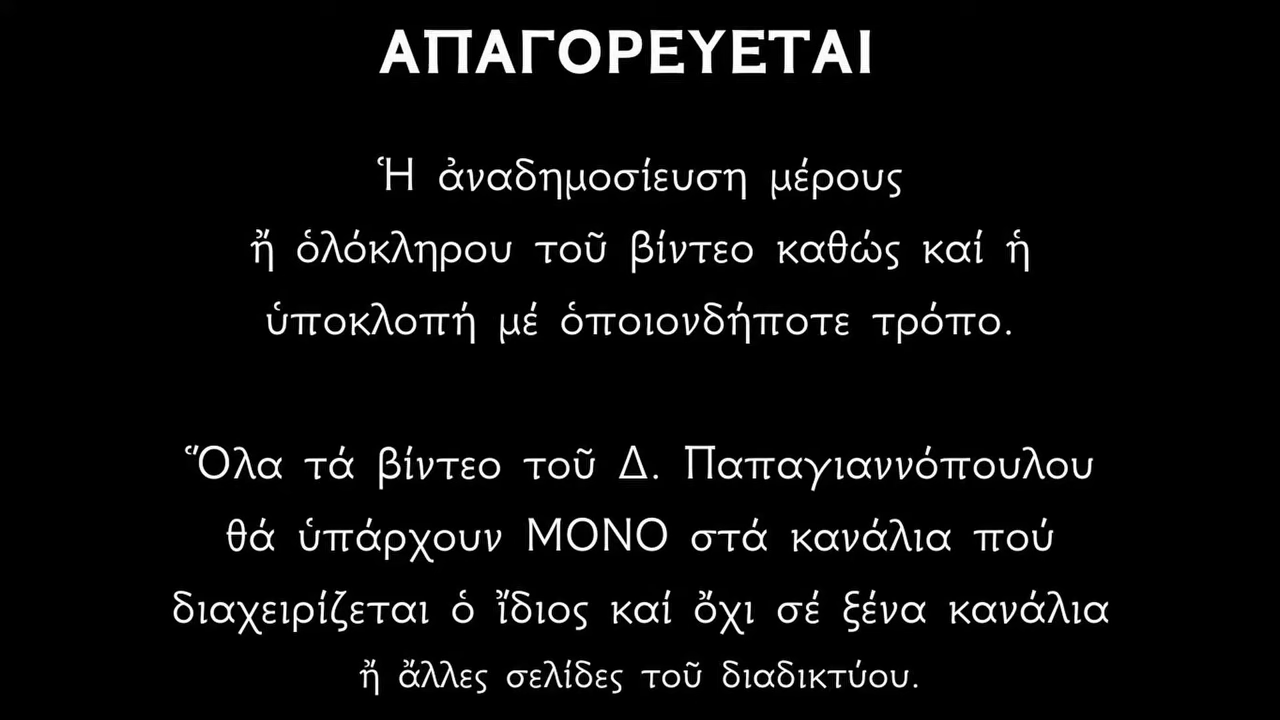 ΑΠΑΓΟΡΕΥΕΤΑΙ
Ἡ ἀναδημοσίευση μέρους
ἤ ὁλόκληρου τοῦ βίντεο καθώς καί ἡ
ὑποκλοπή μέ ὁποιονδήποτε τρόπο.
Ὅλα τά βίντεο τοῦ Δ. Παπαγιαννόπουλου
θά ὑπάρχουν ΜΟΝΟ στά κανάλια πού
διαχειρίζεται ὁ ἴδιος καί ὄχι σέ ξένα κανάλια
ἤ ἄλλες σελίδες τοῦ διαδικτύου.